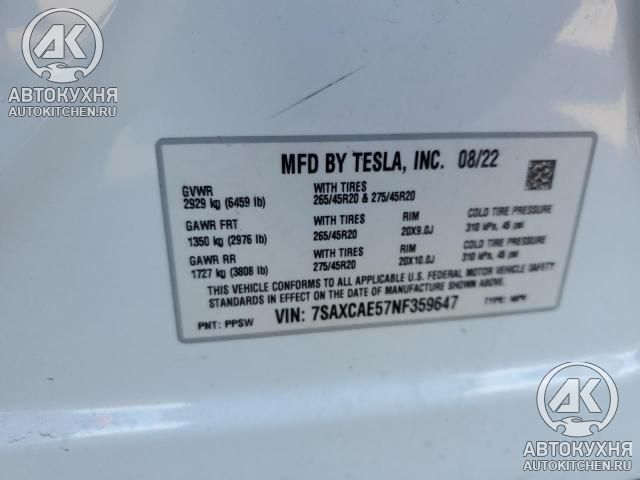 АК
АВТОКУХНЯ
AUTOKITCHEN.RU
MFD BY TESLA, INC. 08/22
GVWR
2929 kg (6459 lb)
WITH TIRES
265/45R20 & 275/45R20
GAWR FRT
1350 kg (2976 lb)
WITH TIRES
265/45R20
RIM
20X9.0J
COLD TIRE PRESSURE
310 kPa, 45 psi
GAWR RR
1727 kg (3808 lb)
WITH TIRES
275/45R20
RIM
20X10.0J
COLD TIRE PRESSURE
310 kPa, 45 psi
THIS VEHICLE CONFORMS TO ALL APPLICABLE U.S. FEDERAL MOTOR VEHICLE SAFETY
STANDARDS IN EFFECT ON THE DATE OF MANUFACTURE SHOWN ABOVE.
PNT: PPSW
VIN: 7SAXCAE57NF359647
TYPE: MPV
АК
АВТОКУХНЯ
AUTOKITCHEN.RU